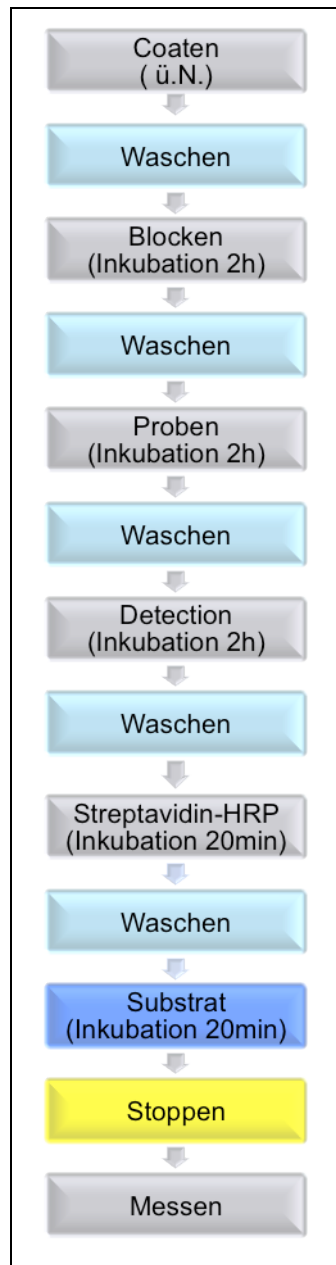 Coaten
( ü.N.)
Waschen
Blocken
(Inkubation 2h)
Waschen
Proben
(Inkubation 2h)
Waschen
Detection
(Inkubation 2h)
Waschen
Streptavidin-HRP
(Inkubation 20min)
Waschen
Substrat
(Inkubation 20min)
Stoppen
Messen